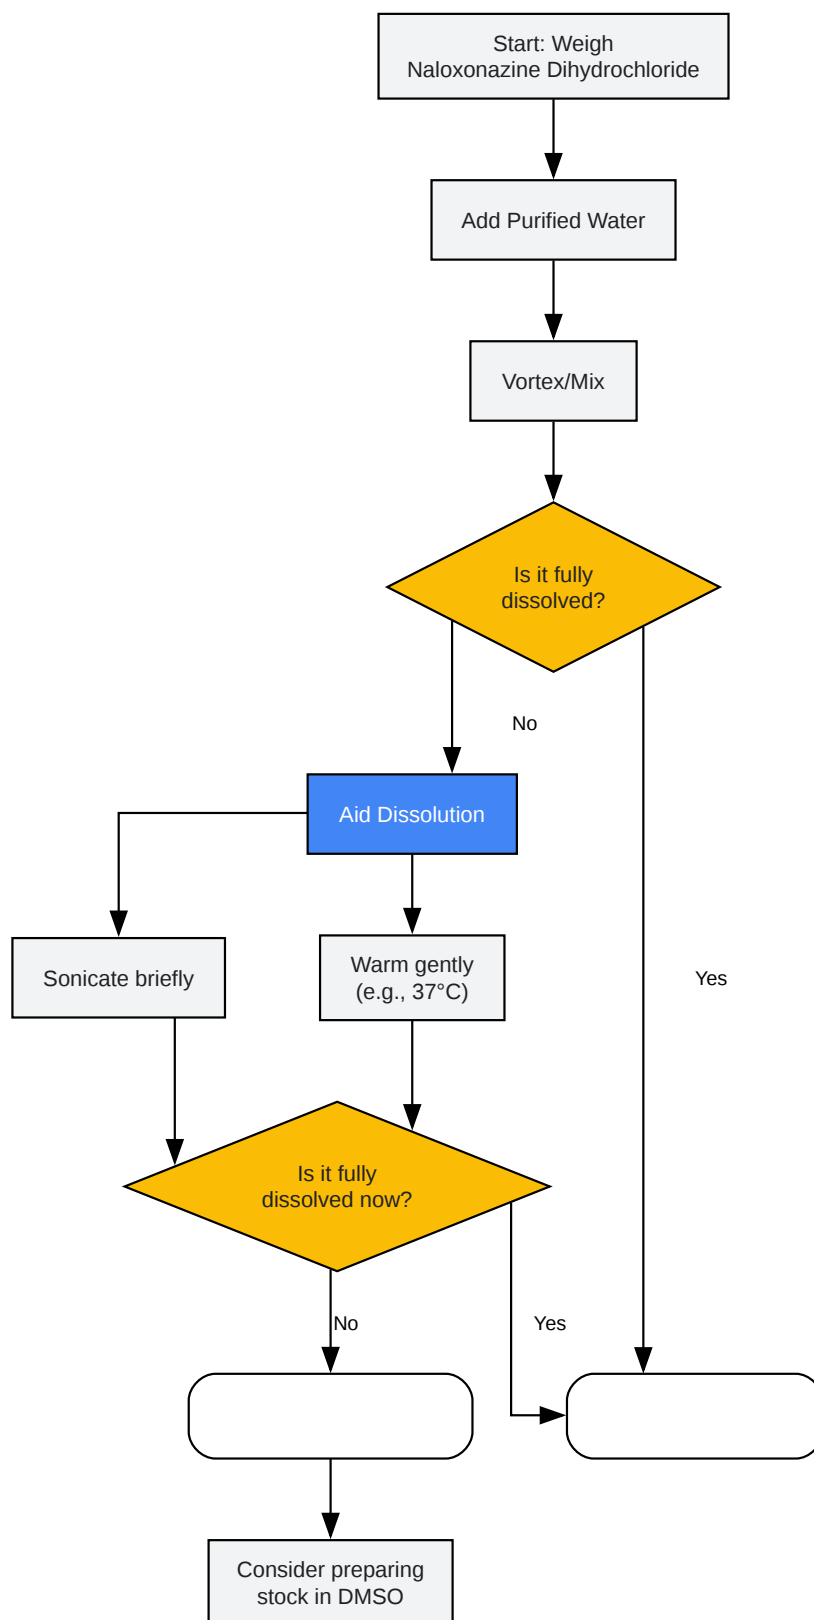 Start: Weigh
Naloxonazine Dihydrochloride
Add Purified Water
Vortex/Mix
Is it fully
dissolved?
No
Aid Dissolution
Sonicate briefly
Warm gently
(e.g., 37°C)
Yes
Is it fully
dissolved now?
No
Yes
Consider preparing
stock in DMSO